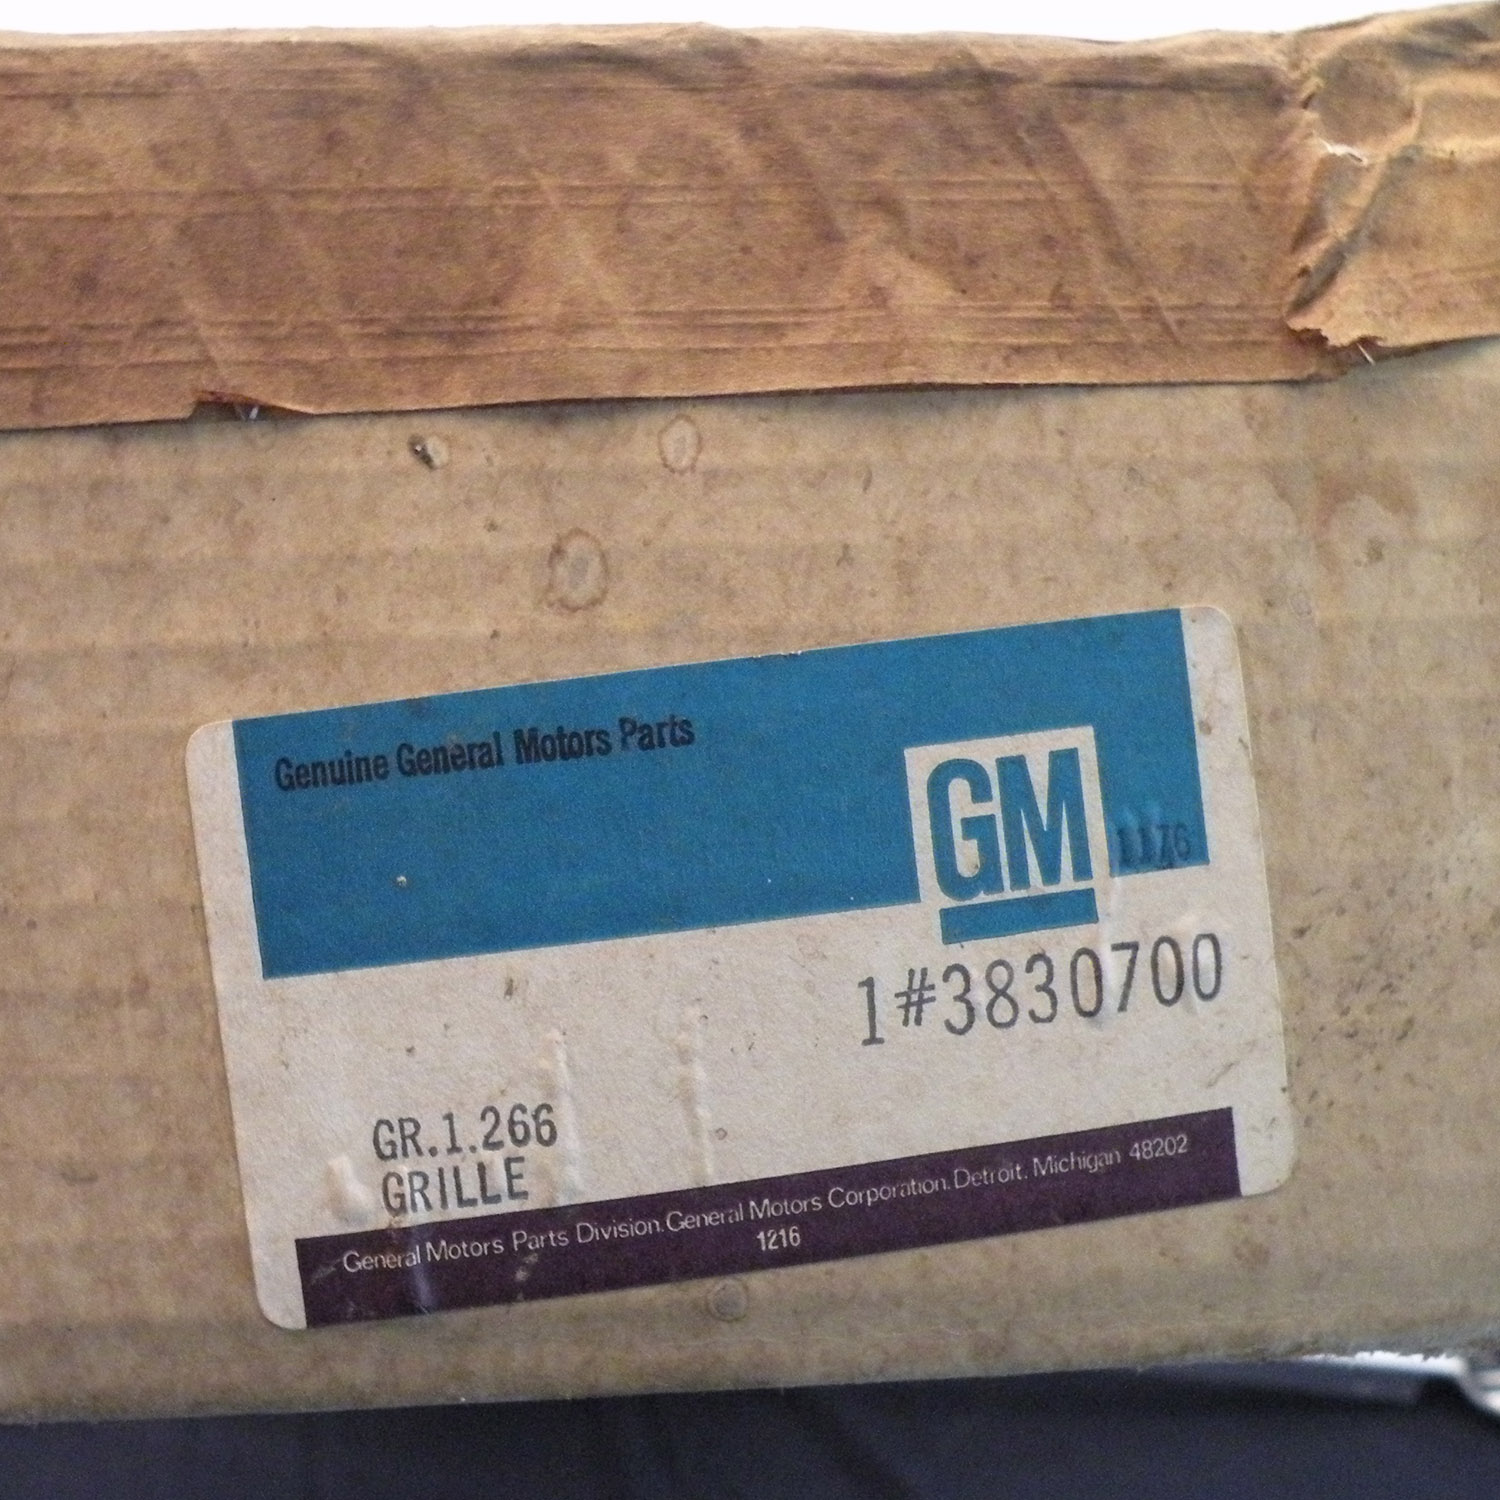 Genuine General Motors Parts
GM
1176
1#3830700
GR.1.266
GRILLE
General Motors Parts Division. General Motors Corporation. Detroit. Michigan 48202
1216